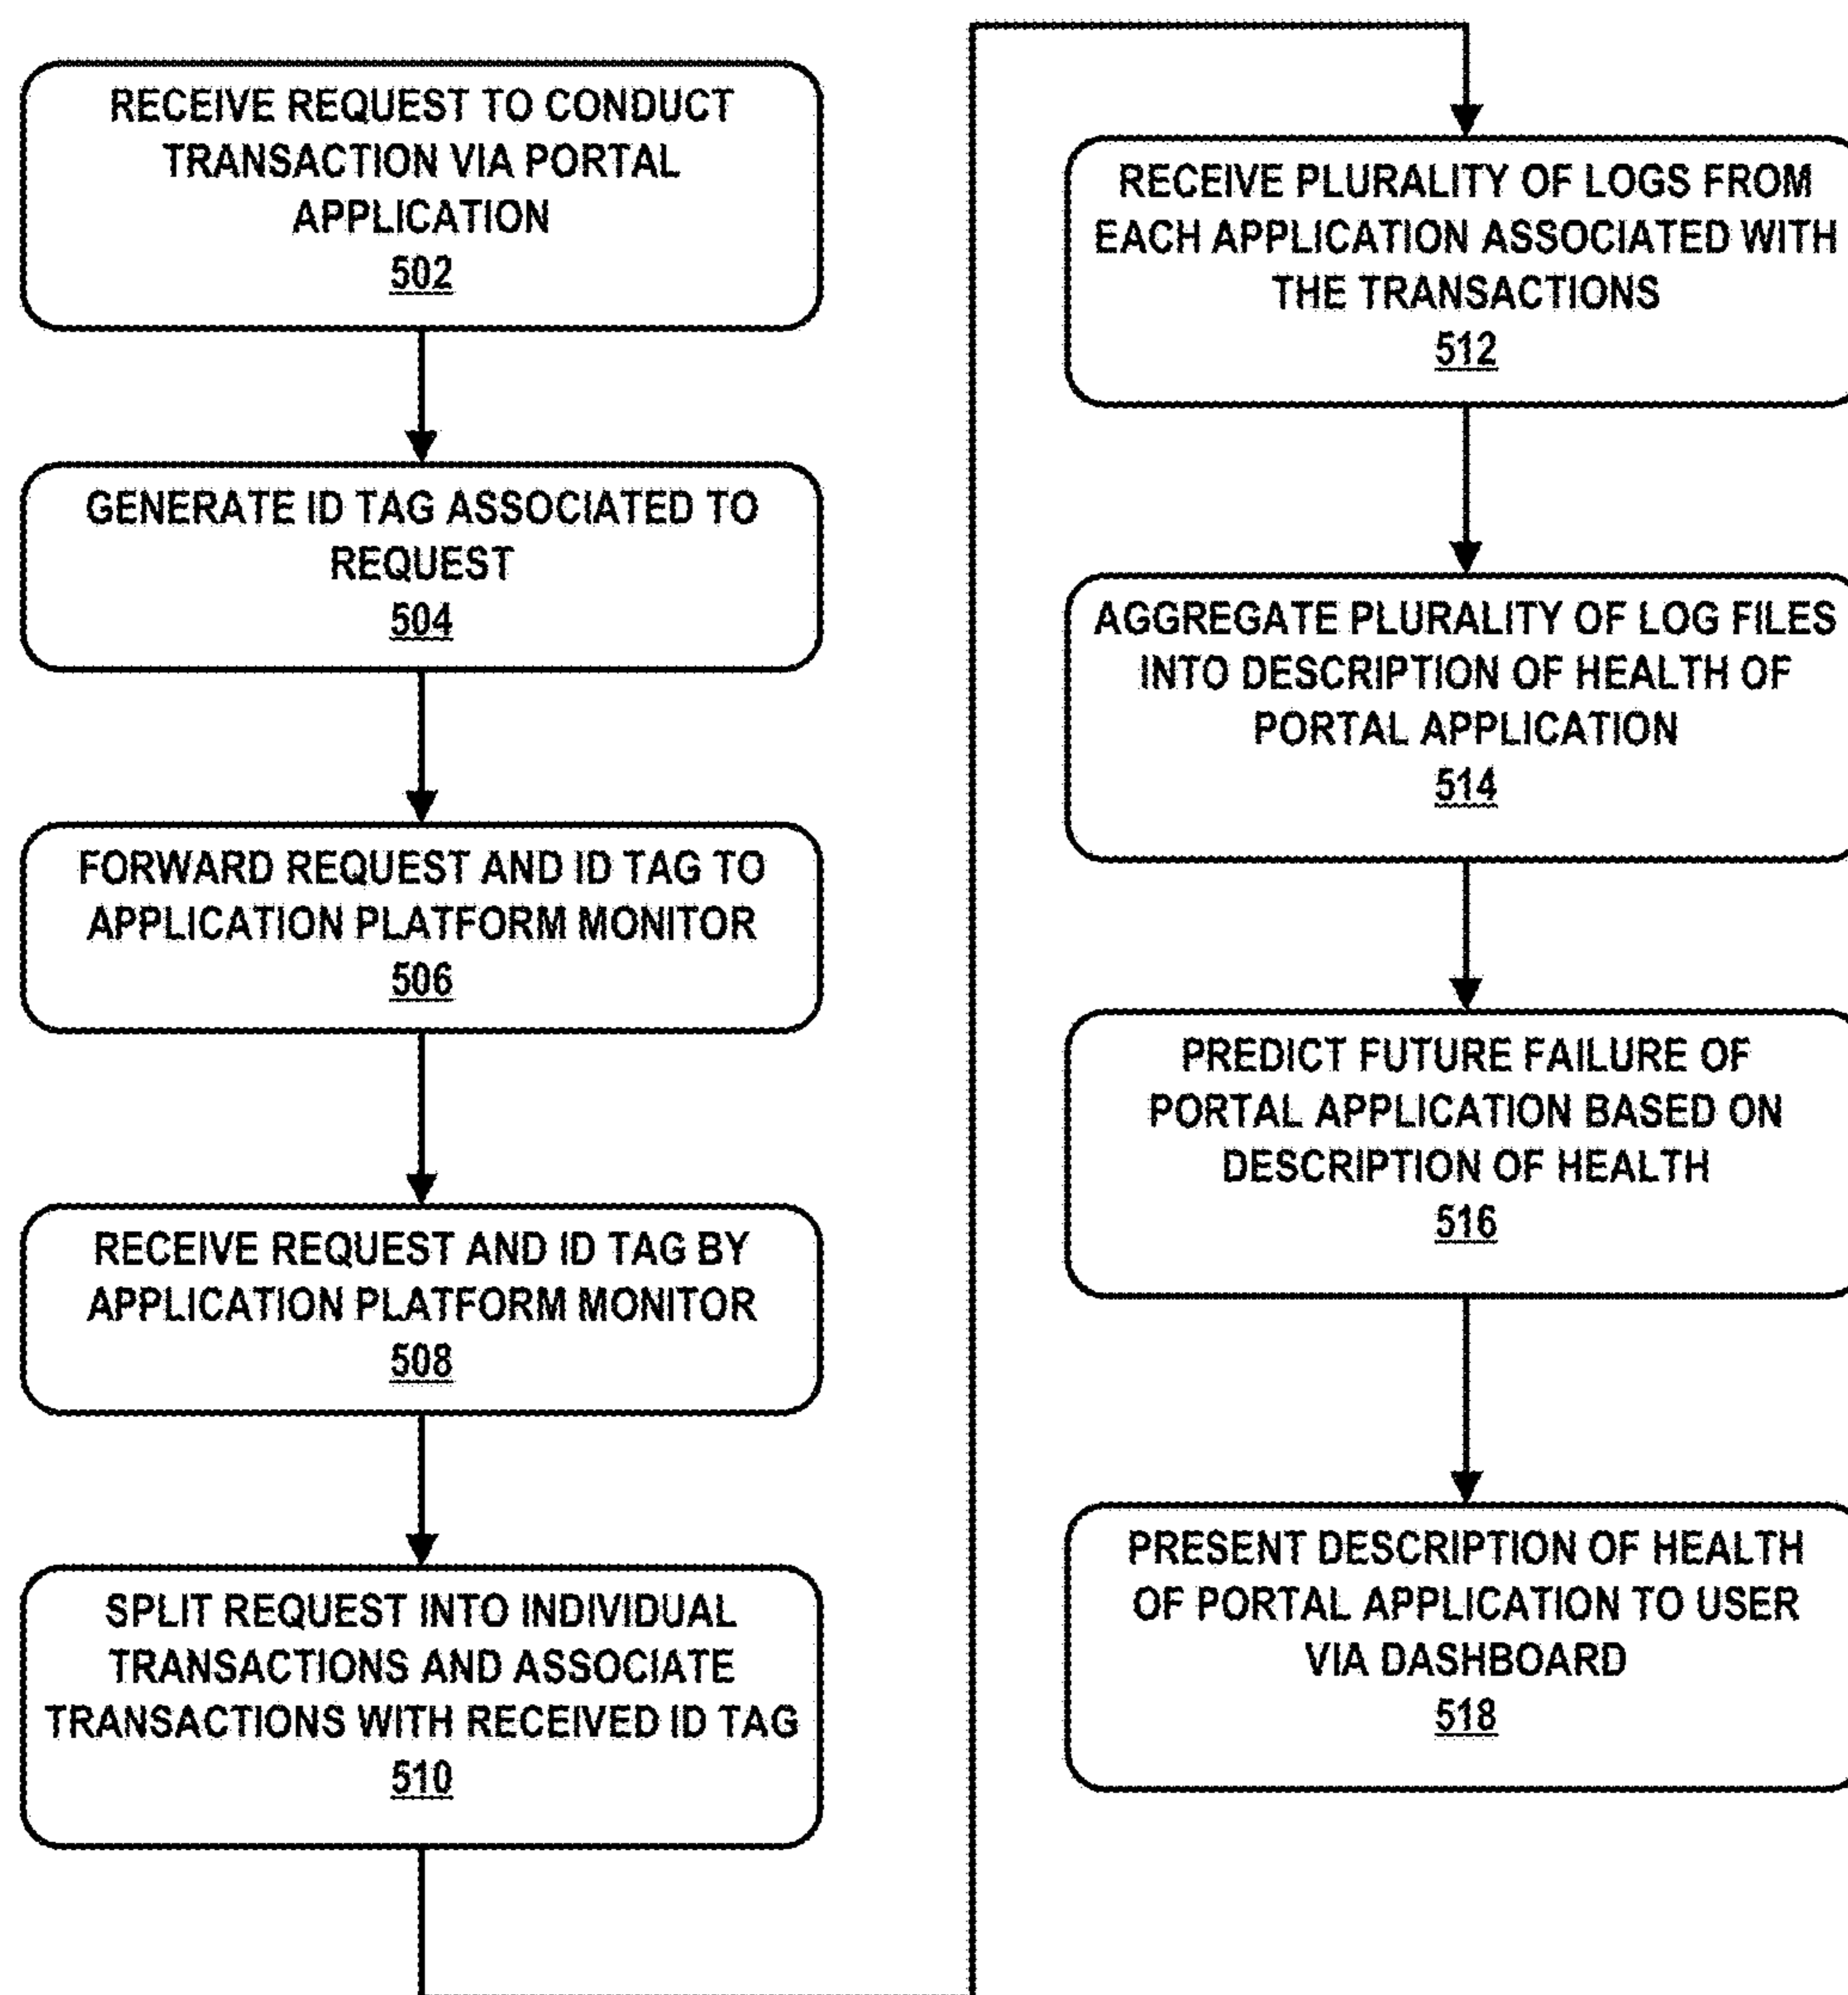 RECEIVE REQUEST TO CONDUCT
TRANSACTION VIA PORTAL
APPLICATION
502
GENERATE ID TAG ASSOCIATED TO
REQUEST
504
FORWARD REQUEST AND ID TAG TO
APPLICATION PLATFORM MONITOR
506
RECEIVE REQUEST AND ID TAG BY
APPLICATION PLATFORM MONITOR
508
SPLIT REQUEST INTO INDIVIDUAL
TRANSACTIONS AND ASSOCIATE
TRANSACTIONS WITH RECEIVED ID TAG
510
RECEIVE PLURALITY OF LOGS FROM
EACH APPLICATION ASSOCIATED WITH
THE TRANSACTIONS
512
AGGREGATE PLURALITY OF LOG FILES
INTO DESCRIPTION OF HEALTH OF
PORTAL APPLICATION
514
PREDICT FUTURE FAILURE OF
PORTAL APPLICATION BASED ON
DESCRIPTION OF HEALTH
516
PRESENT DESCRIPTION OF HEALTH
OF PORTAL APPLICATION TO USER
VIA DASHBOARD
518